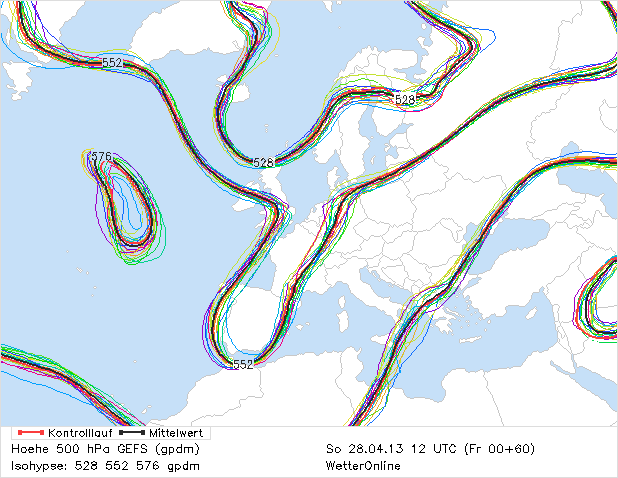 552
528
528
576
552
Kontrolllauf Mittelwert
Hoehe 500 hPa GEFS (gpdm)
So 28.04.13 12 UTC (Fr 00+60)
Isohypse: 528 552 576 gpdm
WetterOnline